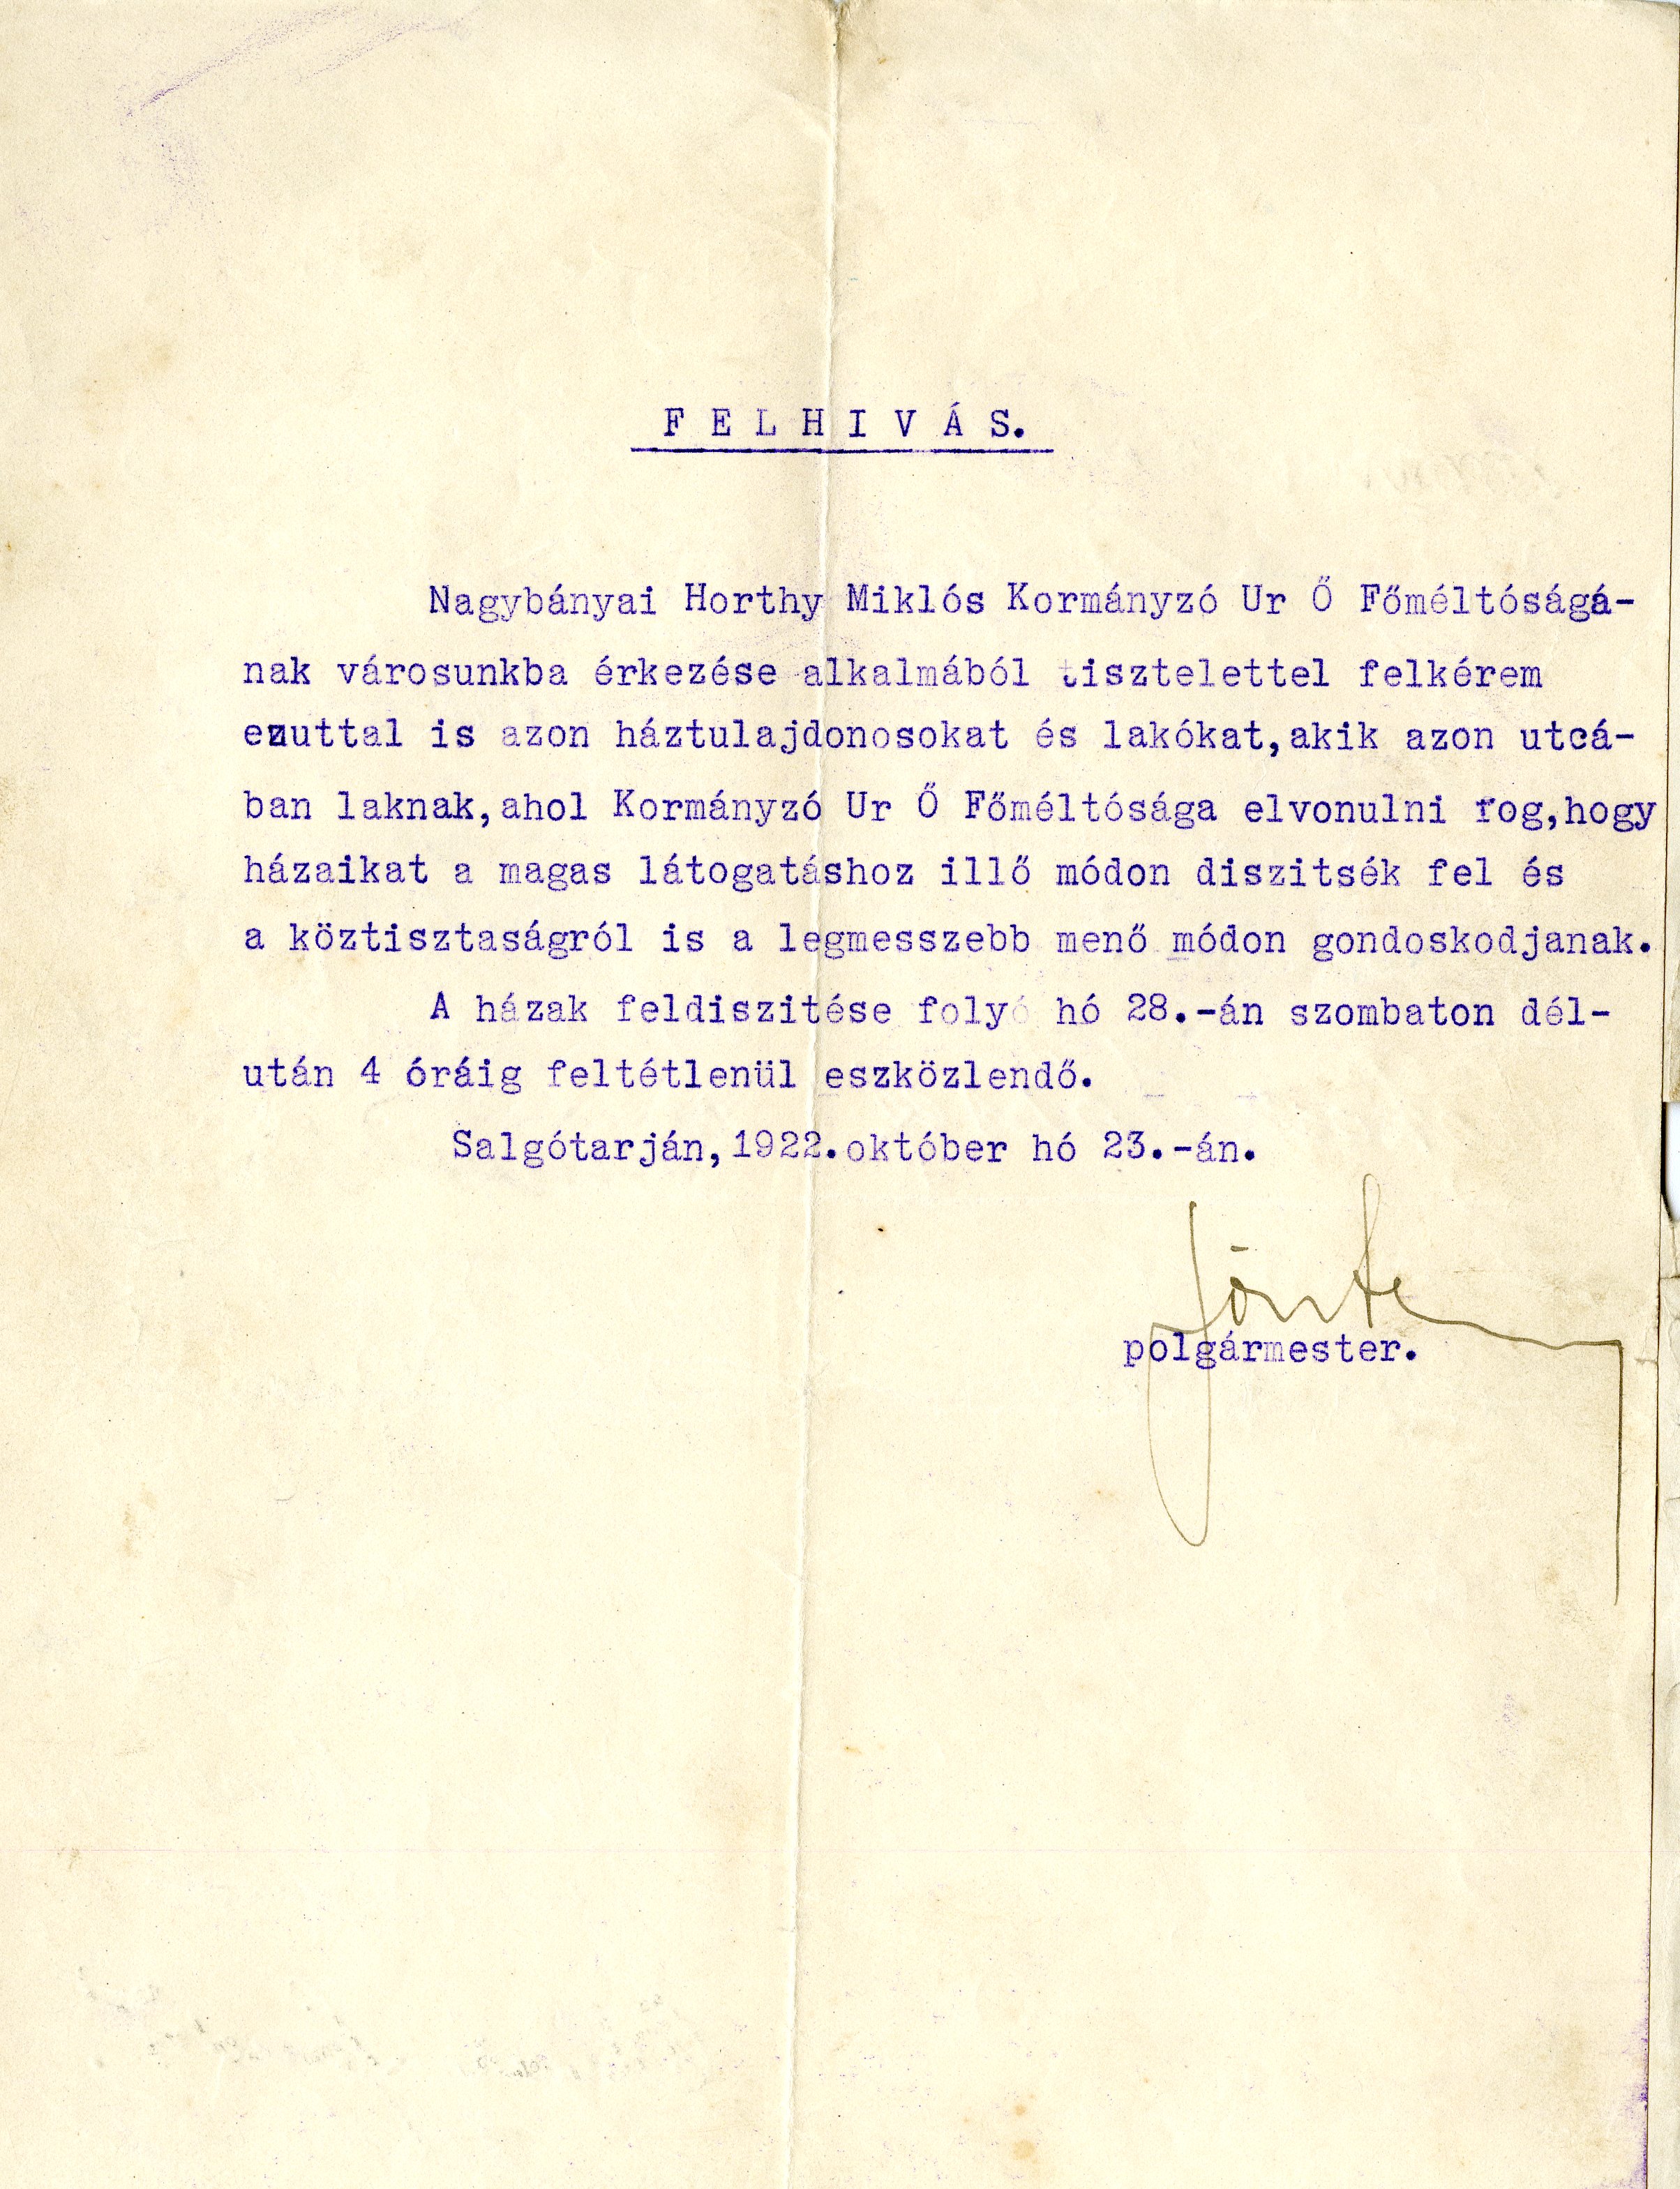 F E L H I V Á S.
Nagybányai Horthy Miklós Kormányzó Ur Ő Főméltóságá-
nak városunkba érkezése alkalmából tisztelettel felkérem
ezuttal is azon háztulajdonosokat és lakókat,akik azon utcá-
ban laknak,ahol Kormányzó Ur Ő Főméltósága elvonulni fog,hogy
házaikat a magas látogatáshoz illő módon diszitsék fel és
a köztisztaságról is a legmesszebb menő módon gondoskodjanak.
A házak feldiszitése folyó hó 28.-án szombaton dél-
után 4 óráig feltétlenül eszközlendő.
Salgótarján,1922.október hó 23.-án.
polgármester.